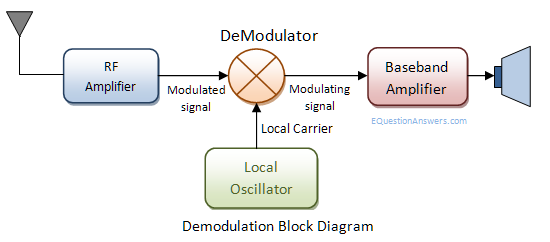 DeModulator
RF
Amplifier
Modulated
signal
Modulating
signal
Baseband
Amplifier
EQuestionAnswers.com
Local Carrier
Local
Oscillator
Demodulation Block Diagram